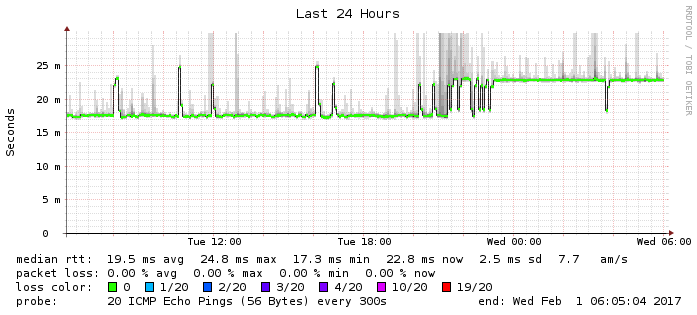 Last 24 Hours
RRDTOOL / TOBI OETIKER
Seconds
25 m
20 m
15 m
10 m
5 m
0
Tue 12:00 Tue 18:00 Wed 00:00 Wed 06:00
median rtt: 19.5 ms avg 24.8 ms max 17.3 ms min 22.8 ms now 2.5 ms sd 7.7 am/s
packet loss: 0.00 % avg 0.00 % max 0.00 % min 0.00 % now
loss color: 0 1/20 2/20 3/20 4/20 10/20 19/20
probe: 20 ICMP Echo Pings (56 Bytes) every 300s end: Wed Feb 1 06:05:04 2017